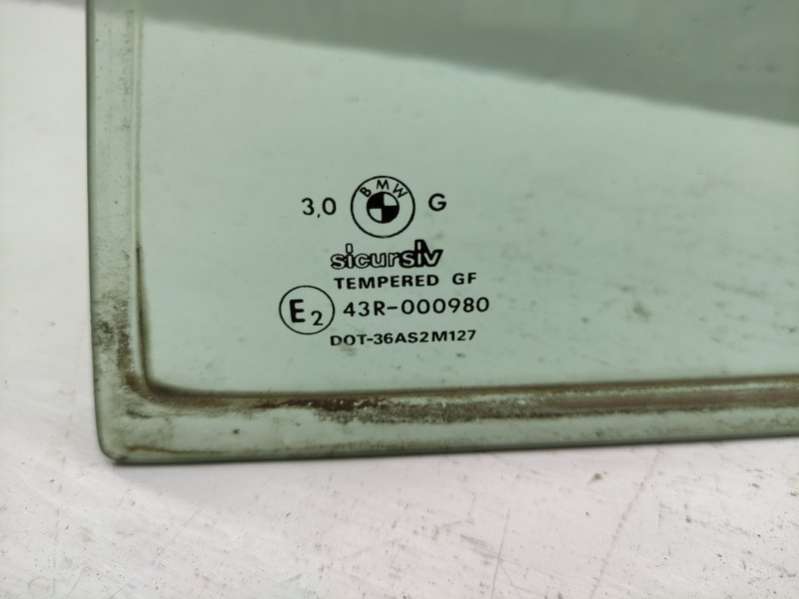 3,0 BMW G
sicursiv
TEMPERED GF
E2 43R-000980
DOT-36AS2M127